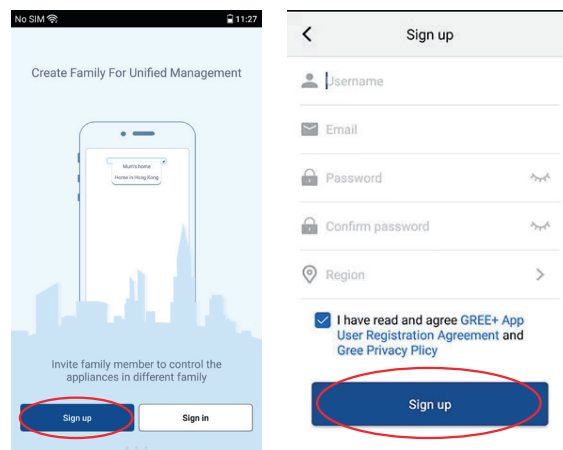 No SIM 11:27
Create Family For Unified Management
Mum's home
Home in Hong Kong
Invite family member to control the
appliances in different family
Sign up Sign in
Sign up
Username
Email
Password
Confirm password
Region
I have read and agree GREE+ App
User Registration Agreement and
Gree Privacy Plicy
Sign up